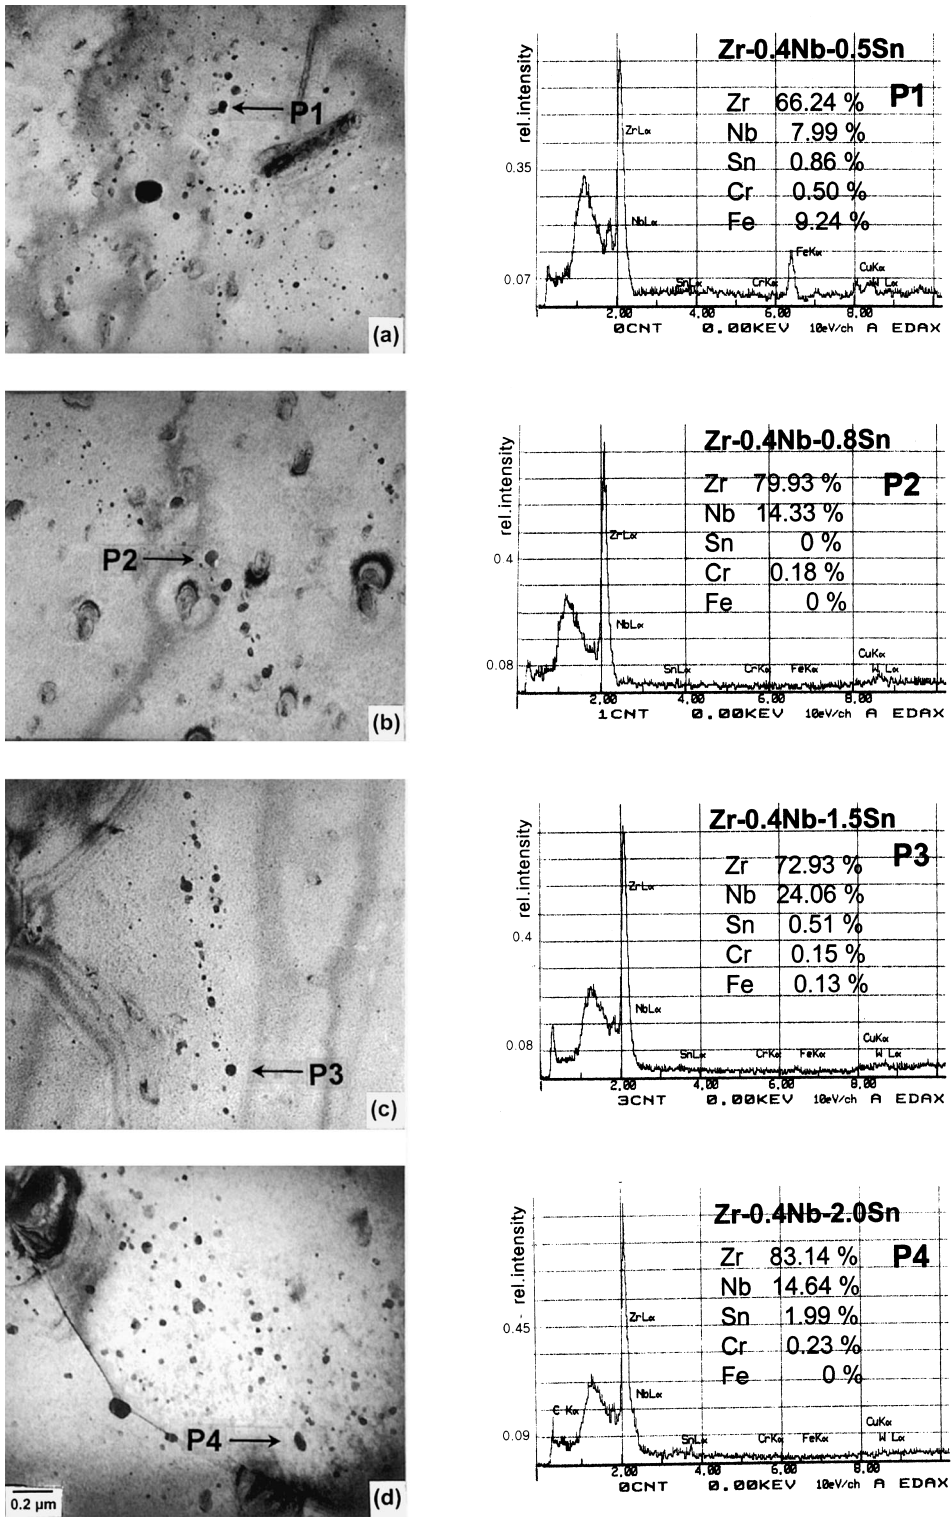 P1
(a)
rel.intensity
Zr-0.4Nb-0.5Sn
P1
Zr 66.24 %
Nb 7.99 %
Sn 0.86 %
Cr 0.50 %
Fe 9.24 %
ZrLα
0.35
NbLα
FeKα
CuKα
0.07
SnLα CrKα W Lα
2.00 4.00 6.00 8.00
0CNT 0.00KEV 10eV/ch A EDAX
P2
(b)
rel.intensity
Zr-0.4Nb-0.8Sn
P2
Zr 79.93 %
Nb 14.33 %
Sn 0 %
Cr 0.18 %
Fe 0 %
ZrLα
0.4
NbLα
CuKα
0.08
SnLα CrKα FeKα W Lα
2.00 4.00 6.00 8.00
1CNT 0.00KEV 10eV/ch A EDAX
P3
(c)
rel.intensity
Zr-0.4Nb-1.5Sn
P3
Zr 72.93 %
Nb 24.06 %
Sn 0.51 %
Cr 0.15 %
Fe 0.13 %
ZrLα
0.4
NbLα
CuKα
0.08
SnLα CrKα FeKα W Lα
2.00 4.00 6.00 8.00
3CNT 0.00KEV 10eV/ch A EDAX
P4
0.2 µm
(d)
rel.intensity
Zr-0.4Nb-2.0Sn
P4
Zr 83.14 %
Nb 14.64 %
Sn 1.99 %
Cr 0.23 %
Fe 0 %
ZrLα
0.45
NbLα
C Kα
CuKα
0.09
SnLα CrKα FeKα W Lα
2.00 4.00 6.00 8.00
0CNT 0.00KEV 10eV/ch A EDAX